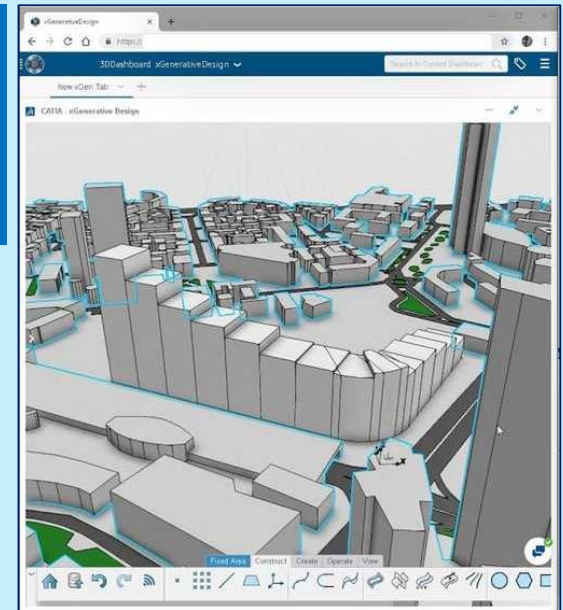 xGenerativeDesign
https://
3DDashboard xGenerativeDesign
Search In Current Dashboard
New xGen Tab
CATIA - xGenerative Design
Fixed Area Construct Create Operate View